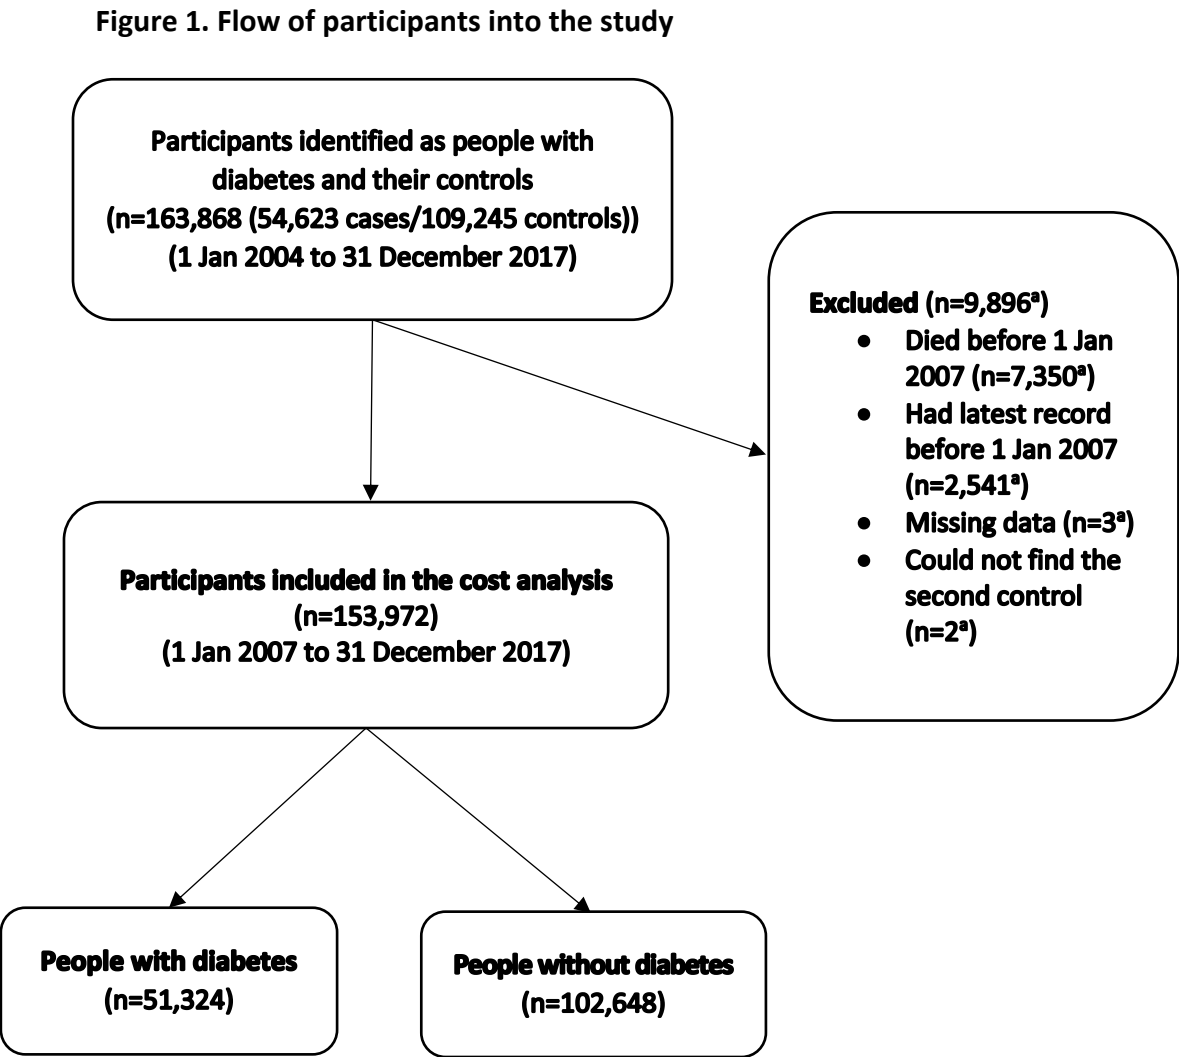 Figure 1. Flow of participants into the study
Participants identified as people with
diabetes and their controls
(n=163,868 (54,623 cases/109,245 controls))
(1 Jan 2004 to 31 December 2017)
Excluded (n=9,896ª)
● Died before 1 Jan
2007 (n=7,350ª)
● Had latest record
before 1 Jan 2007
(n=2,541ª)
● Missing data (n=3ª)
● Could not find the
second control
(n=2ª)
Participants included in the cost analysis
(n=153,972)
(1 Jan 2007 to 31 December 2017)
People with diabetes
(n=51,324)
People without diabetes
(n=102,648)